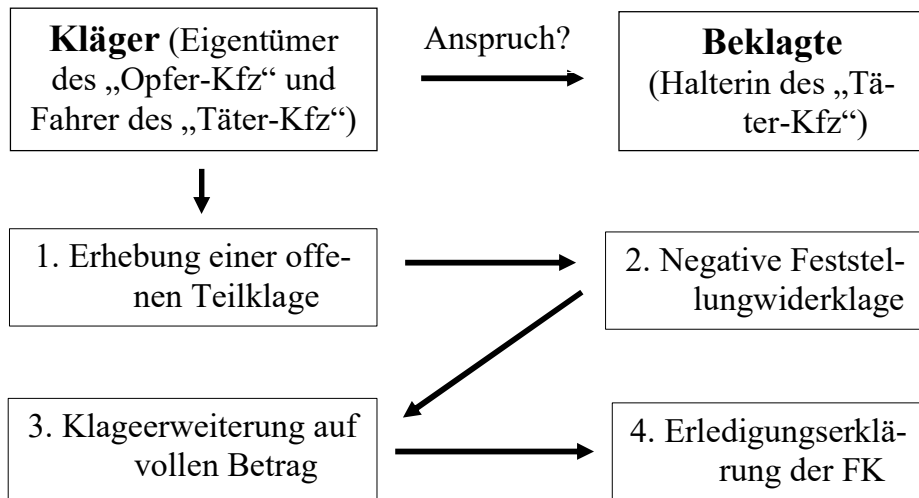 Kläger (Eigentümer
des „Opfer-Kfz“ und
Fahrer des „Täter-Kfz“)
Anspruch?
Beklagte
(Halterin des „Tä-
ter-Kfz“)
1. Erhebung einer offe-
nen Teilklage
2. Negative Feststel-
lungwiderklage
3. Klageerweiterung auf
vollen Betrag
4. Erledigungserklä-
rung der FK